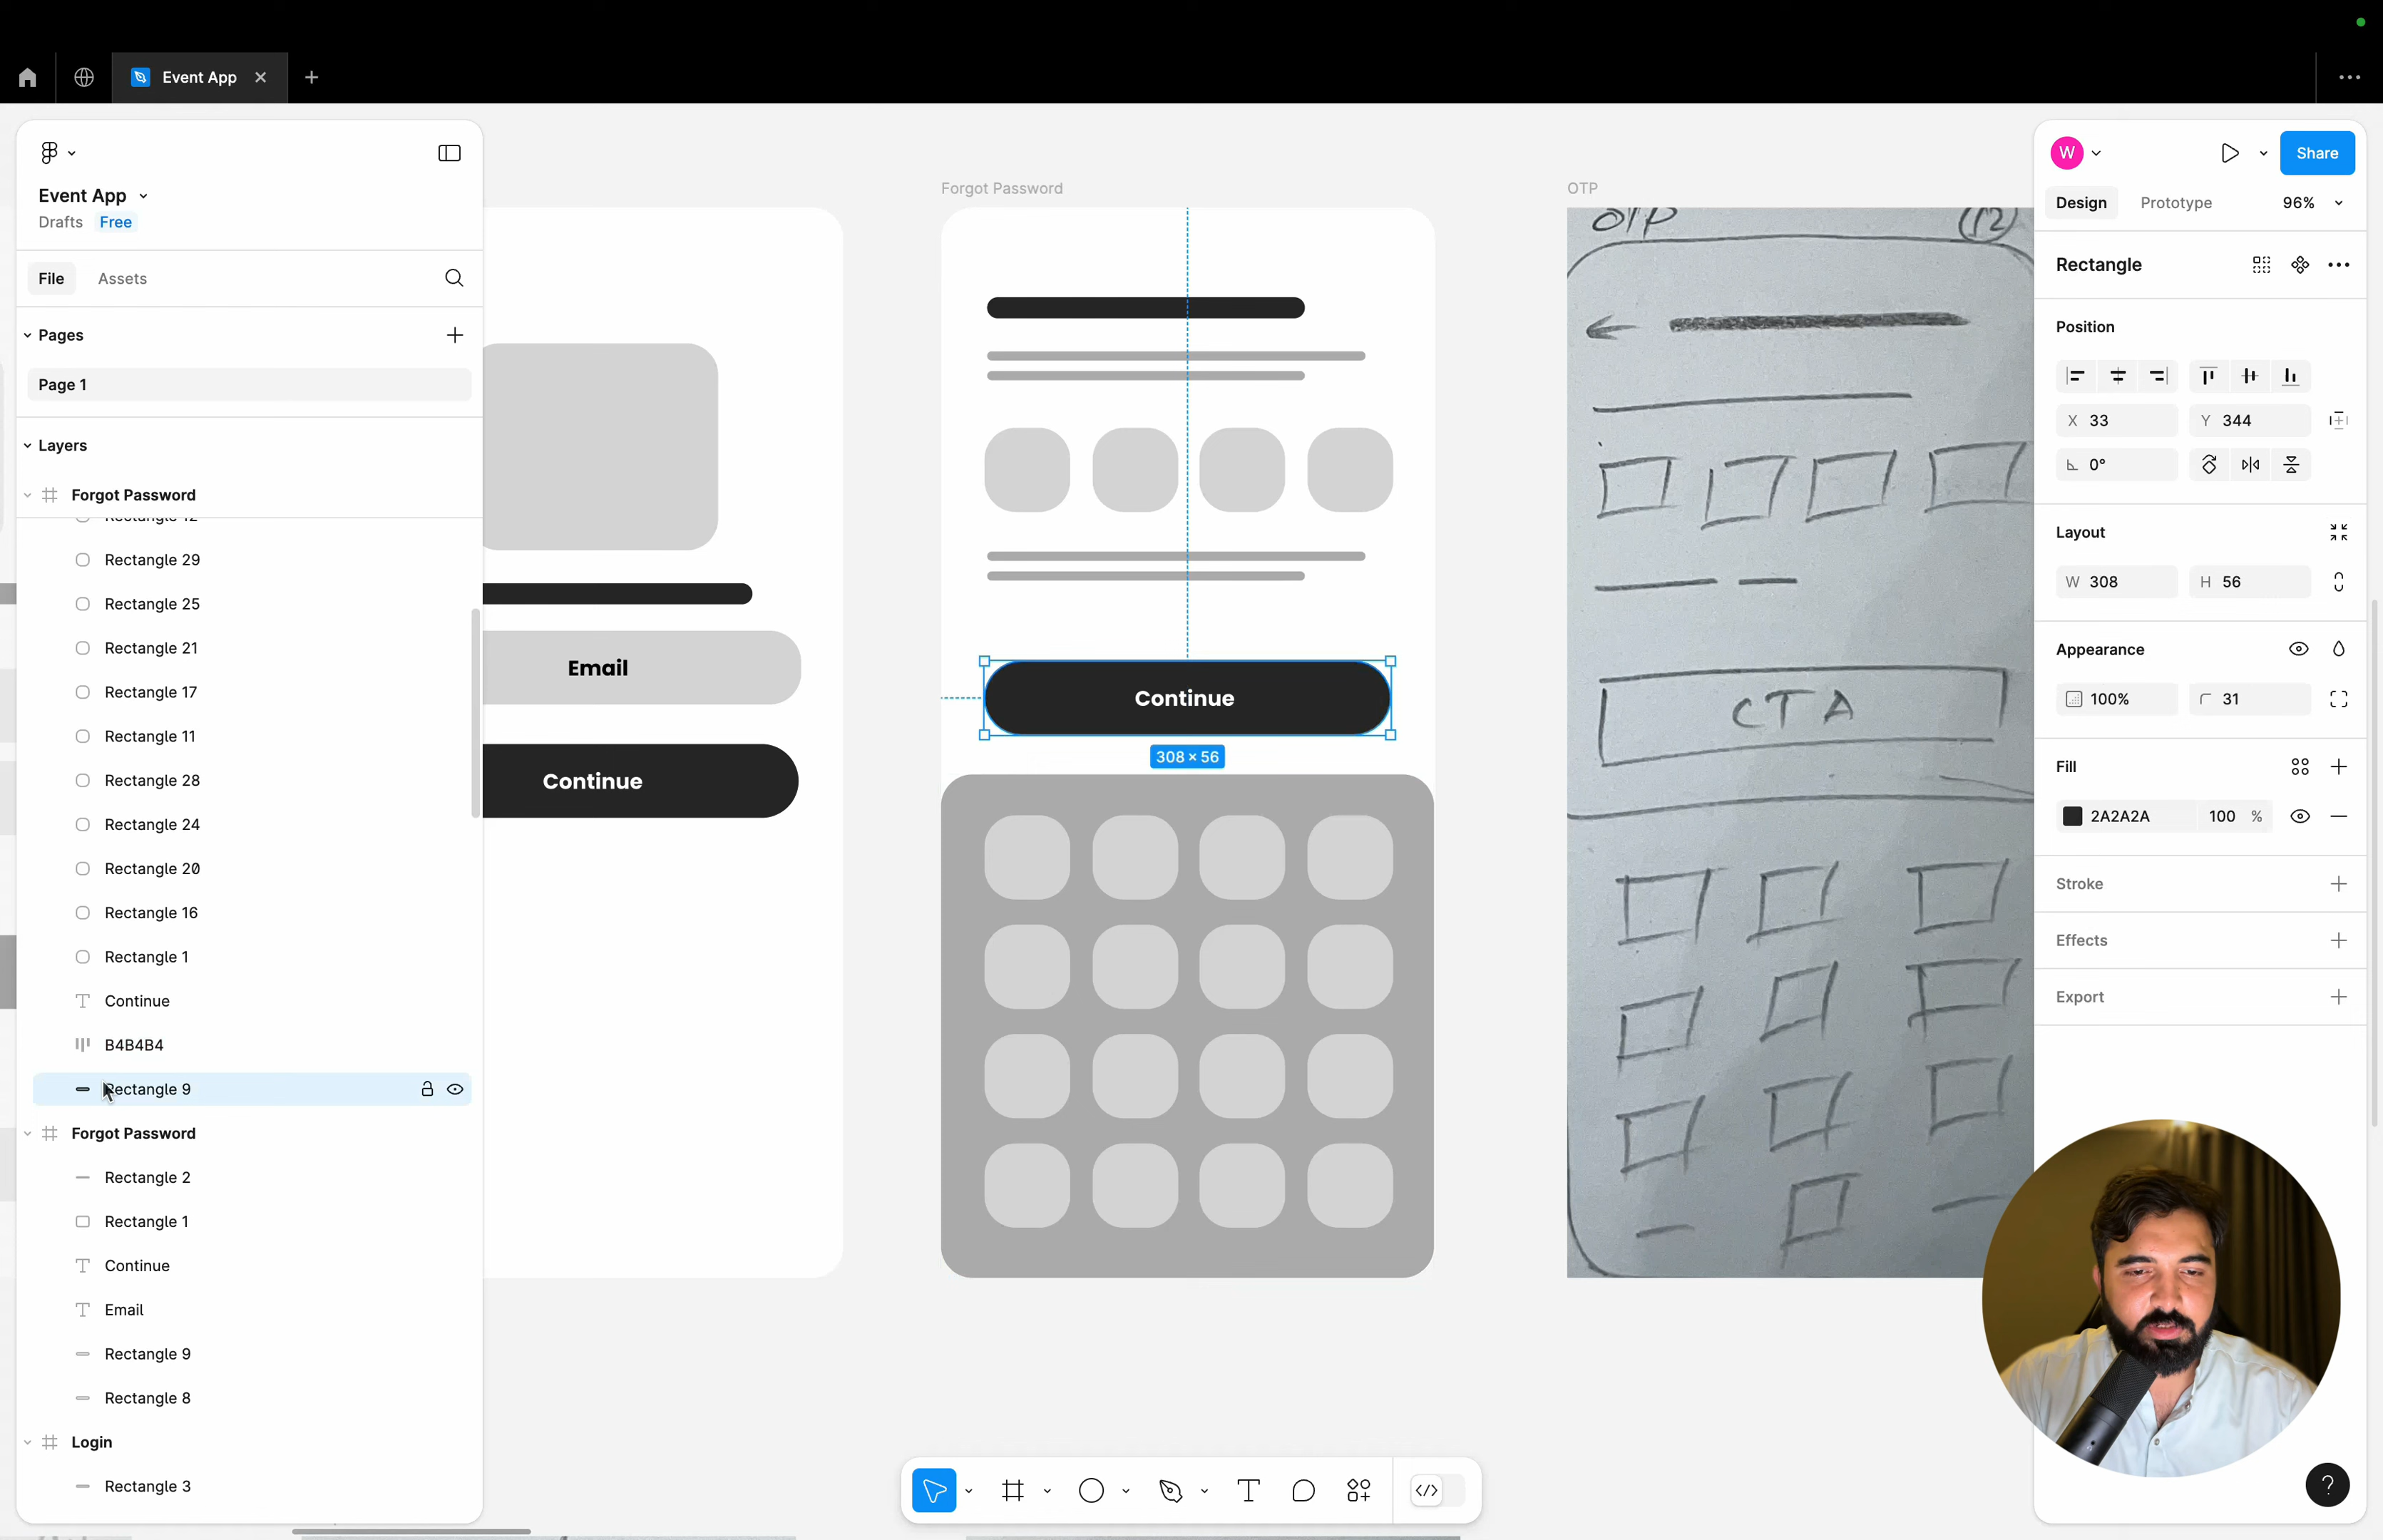 Event App
Event App
Drafts Free
File Assets
Pages
Page 1
Layers
Forgot Password
Rectangle 12
Rectangle 29
Rectangle 25
Rectangle 21
Rectangle 17
Rectangle 11
Rectangle 28
Rectangle 24
Rectangle 20
Rectangle 16
Rectangle 1
Continue
B4B4B4
Rectangle 9
Forgot Password
Rectangle 2
Rectangle 1
Continue
Email
Rectangle 9
Rectangle 8
Login
Rectangle 3
Email
Continue
Forgot Password
Continue
308 × 56
OTP
OTP 12
CTA
W
Share
Design Prototype 96%
Rectangle
Position
X 33 Y 344
0°
Layout
W 308 H 56
Appearance
100% 31
Fill
2A2A2A 100 %
Stroke
Effects
Export
?